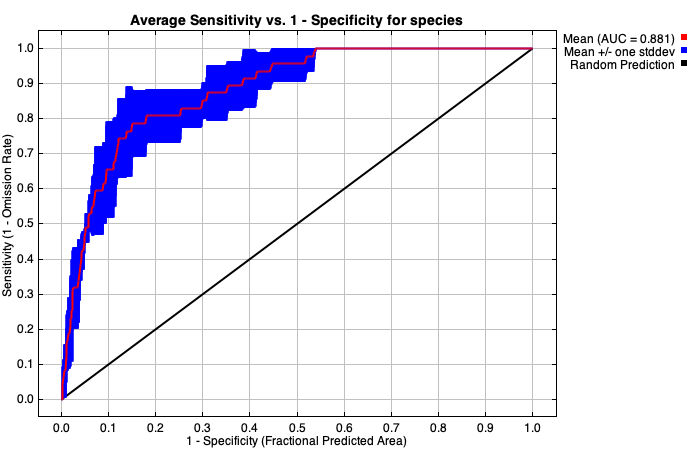 Average Sensitivity vs. 1 - Specificity for species
Mean (AUC = 0.881)
Mean +/- one stddev
Random Prediction
Sensitivity (1 - Omission Rate)
1.0
0.9
0.8
0.7
0.6
0.5
0.4
0.3
0.2
0.1
0.0
0.0 0.1 0.2 0.3 0.4 0.5 0.6 0.7 0.8 0.9 1.0
1 - Specificity (Fractional Predicted Area)